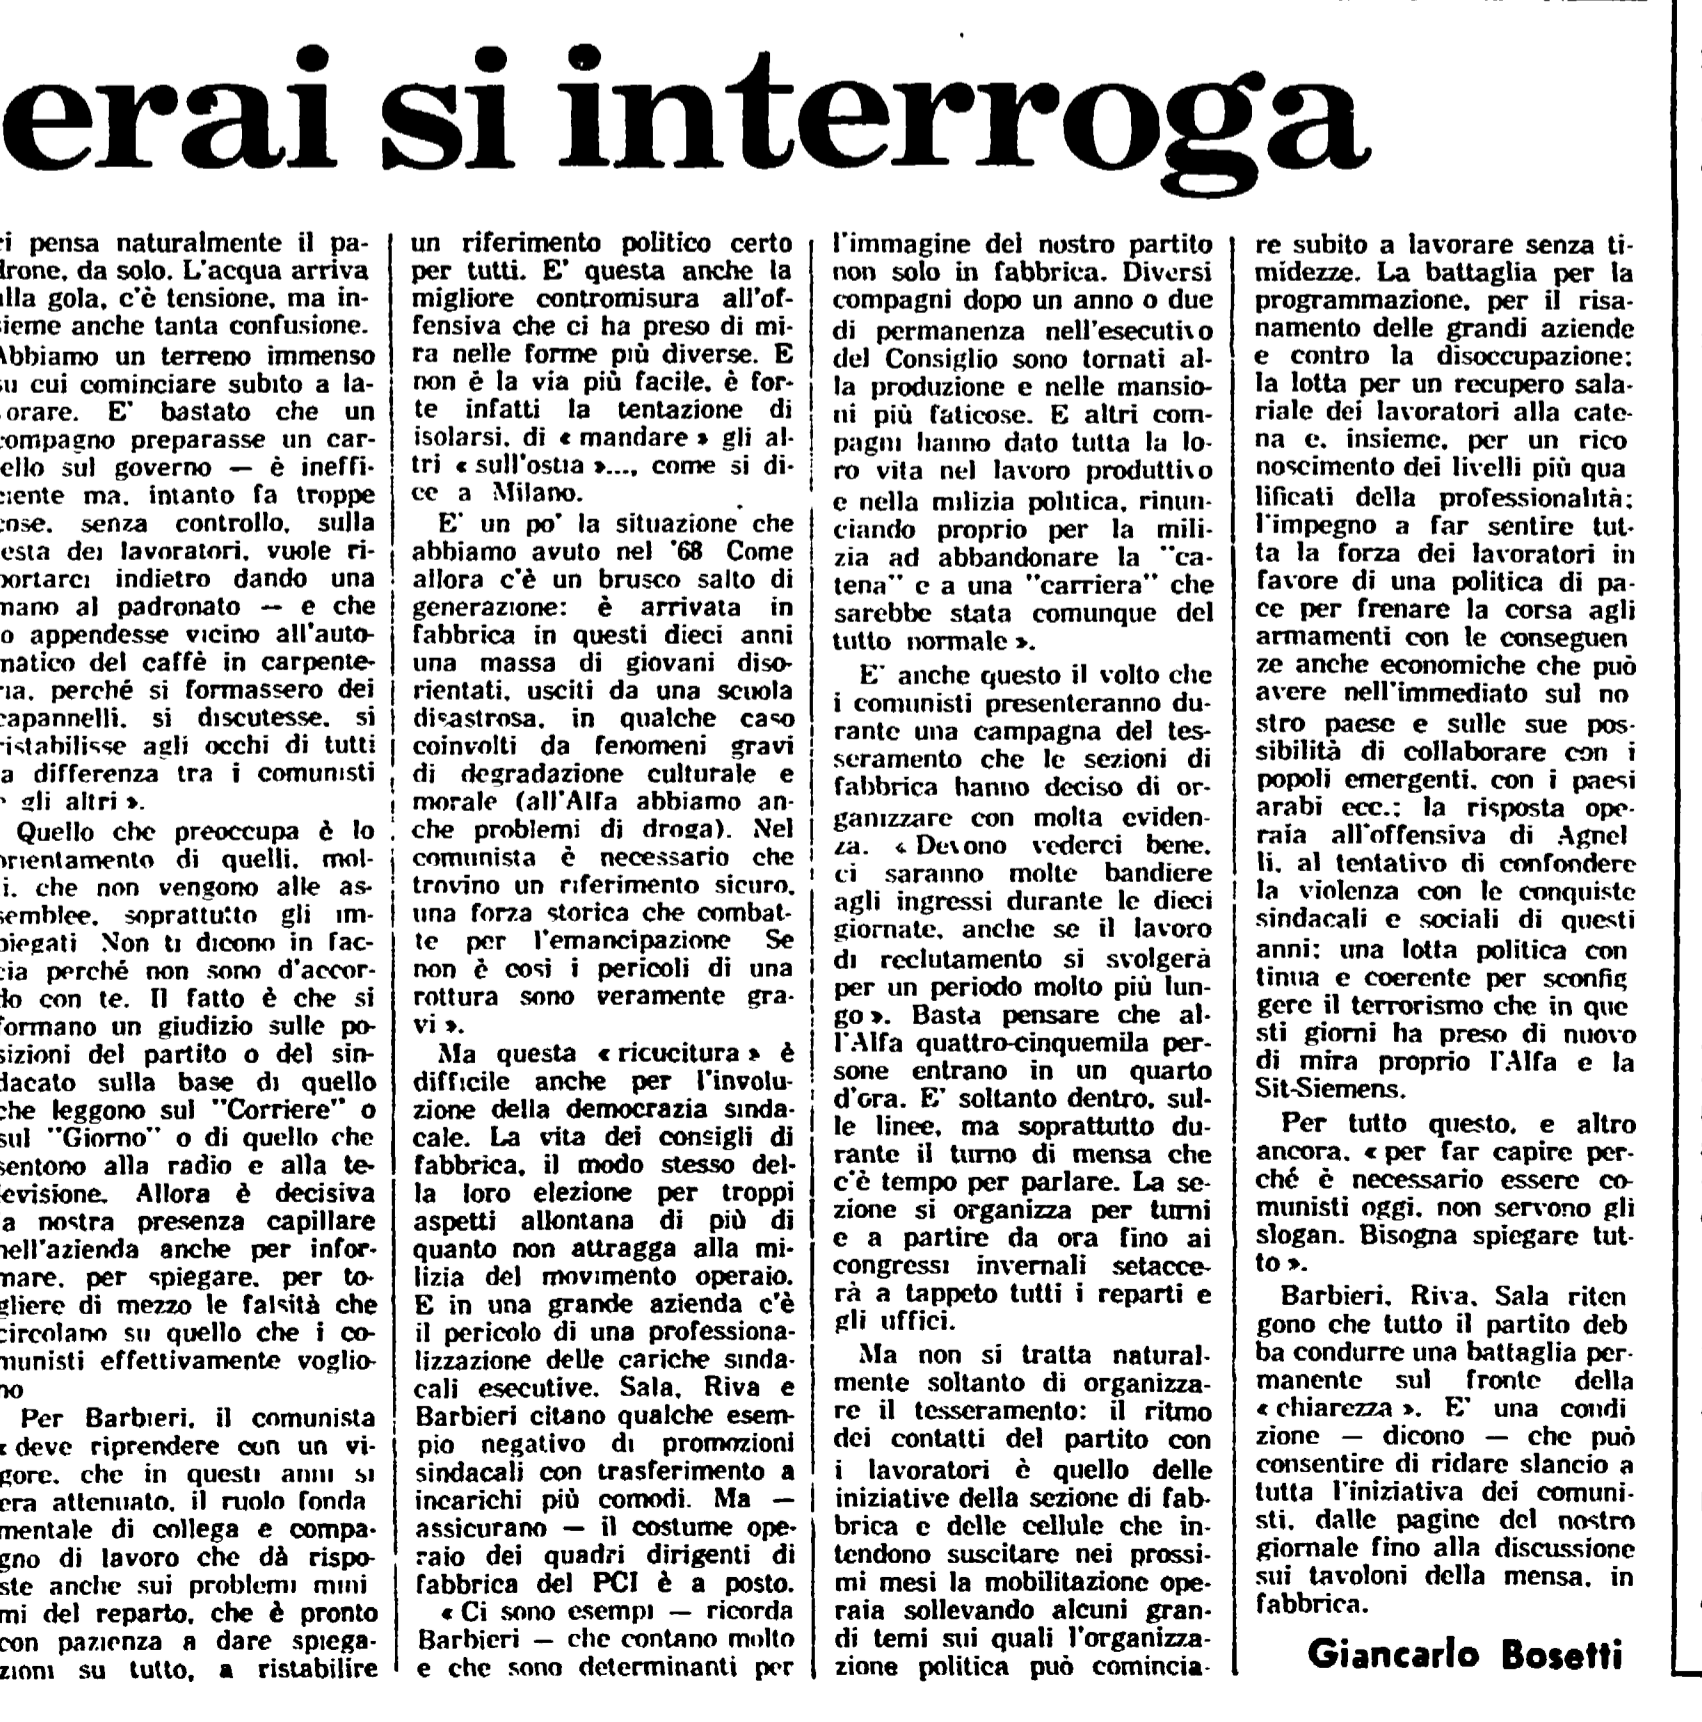 erai si interroga
ci pensa naturalmente il pa-
drone, da solo. L'acqua arriva
alla gola, c'è tensione, ma in-
sieme anche tanta confusione.
Abbiamo un terreno immenso
su cui cominciare subito a la-
vorare. E' bastato che un
compagno preparasse un car-
tello sul governo — è ineffi-
ciente ma, intanto fa troppe
cose, senza controllo, sulla
testa dei lavoratori, vuole ri-
portarci indietro dando una
mano al padronato — e che
lo appendesse vicino all'auto-
matico del caffè in carpente-
ria, perché si formassero dei
capannelli, si discutesse, si
ristabilisse agli occhi di tutti
la differenza tra i comunisti
e gli altri ».
Quello che preoccupa è lo
orientamento di quelli, mol-
ti, che non vengono alle as-
semblee, soprattutto gli im-
piegati Non ti dicono in fac-
cia perché non sono d'accor-
do con te. Il fatto è che si
formano un giudizio sulle po-
sizioni del partito o del sin-
dacato sulla base di quello
che leggono sul "Corriere" o
sul "Giorno" o di quello che
sentono alla radio e alla te-
levisione. Allora è decisiva
la nostra presenza capillare
nell'azienda anche per infor-
mare, per spiegare, per to-
gliere di mezzo le falsità che
circolano su quello che i co-
munisti effettivamente voglio-
no
Per Barbieri, il comunista
« deve riprendere con un vi-
gore, che in questi anni si
era attenuato, il ruolo fonda
mentale di collega e compa-
gno di lavoro che dà rispo-
ste anche sui problemi mini
mi del reparto, che è pronto
con pazienza a dare spiega-
zioni su tutto, a ristabilire
un riferimento politico certo
per tutti. E' questa anche la
migliore contromisura all'of-
fensiva che ci ha preso di mi-
ra nelle forme più diverse. E
non è la via più facile, è for-
te infatti la tentazione di
isolarsi, di « mandare » gli al-
tri « sull'ostia »..., come si di-
ce a Milano.
E' un po' la situazione che
abbiamo avuto nel '68 Come
allora c'è un brusco salto di
generazione: è arrivata in
fabbrica in questi dieci anni
una massa di giovani diso-
rientati, usciti da una scuola
disastrosa, in qualche caso
coinvolti da fenomeni gravi
di degradazione culturale e
morale (all'Alfa abbiamo an-
che problemi di droga). Nel
comunista è necessario che
trovino un riferimento sicuro,
una forza storica che combat-
te per l'emancipazione Se
non è così i pericoli di una
rottura sono veramente gra-
vi ».
Ma questa « ricucitura » è
difficile anche per l'involu-
zione della democrazia sinda-
cale. La vita dei consigli di
fabbrica, il modo stesso del-
la loro elezione per troppi
aspetti allontana di più di
quanto non attragga alla mi-
lizia del movimento operaio.
E in una grande azienda c'è
il pericolo di una professiona-
lizzazione delle cariche sinda-
cali esecutive. Sala, Riva e
Barbieri citano qualche esem-
pio negativo di promozioni
sindacali con trasferimento a
incarichi più comodi. Ma —
assicurano — il costume ope-
raio dei quadri dirigenti di
fabbrica del PCI è a posto.
« Ci sono esempi — ricorda
Barbieri — che contano molto
e che sono determinanti per
l'immagine del nostro partito
non solo in fabbrica. Diversi
compagni dopo un anno o due
di permanenza nell'esecutivo
del Consiglio sono tornati al-
la produzione e nelle mansio-
ni più faticose. E altri com-
pagni hanno dato tutta la lo-
ro vita nel lavoro produttivo
e nella milizia politica, rinun-
ciando proprio per la mili-
zia ad abbandonare la "ca-
tena" e a una "carriera" che
sarebbe stata comunque del
tutto normale ».
E' anche questo il volto che
i comunisti presenteranno du-
rante una campagna del tes-
seramento che le sezioni di
fabbrica hanno deciso di or-
ganizzare con molta eviden-
za. « Devono vederci bene,
ci saranno molte bandiere
agli ingressi durante le dieci
giornate, anche se il lavoro
di reclutamento si svolgerà
per un periodo molto più lun-
go ». Basta pensare che al-
l'Alfa quattro-cinquemila per-
sone entrano in un quarto
d'ora. E' soltanto dentro, sul-
le linee, ma soprattutto du-
rante il turno di mensa che
c'è tempo per parlare. La se-
zione si organizza per turni
e a partire da ora fino ai
congressi invernali setacce-
rà a tappeto tutti i reparti e
gli uffici.
Ma non si tratta natural-
mente soltanto di organizza-
re il tesseramento: il ritmo
dei contatti del partito con
i lavoratori è quello delle
iniziative della sezione di fab-
brica e delle cellule che in-
tendono suscitare nei prossi-
mi mesi la mobilitazione ope-
raia sollevando alcuni gran-
di temi sui quali l'organizza-
zione politica può comincia-
re subito a lavorare senza ti-
midezze. La battaglia per la
programmazione, per il risa-
namento delle grandi aziende
e contro la disoccupazione;
la lotta per un recupero sala-
riale dei lavoratori alla cate-
na e, insieme, per un rico
noscimento dei livelli più qua
lificati della professionalità;
l'impegno a far sentire tut-
ta la forza dei lavoratori in
favore di una politica di pa-
ce per frenare la corsa agli
armamenti con le conseguen
ze anche economiche che può
avere nell'immediato sul no
stro paese e sulle sue pos-
sibilità di collaborare con i
popoli emergenti, con i paesi
arabi ecc.; la risposta ope-
raia all'offensiva di Agnel
li, al tentativo di confondere
la violenza con le conquiste
sindacali e sociali di questi
anni; una lotta politica con
tinua e coerente per sconfig
gere il terrorismo che in que
sti giorni ha preso di nuovo
di mira proprio l'Alfa e la
Sit-Siemens.
Per tutto questo, e altro
ancora, « per far capire per-
ché è necessario essere co-
munisti oggi, non servono gli
slogan. Bisogna spiegare tut-
to ».
Barbieri, Riva, Sala riten
gono che tutto il partito deb
ba condurre una battaglia per-
manente sul fronte della
« chiarezza ». E' una condi
zione — dicono — che può
consentire di ridare slancio a
tutta l'iniziativa dei comuni-
sti, dalle pagine del nostro
giornale fino alla discussione
sui tavoloni della mensa, in
fabbrica.
Giancarlo Bosetti